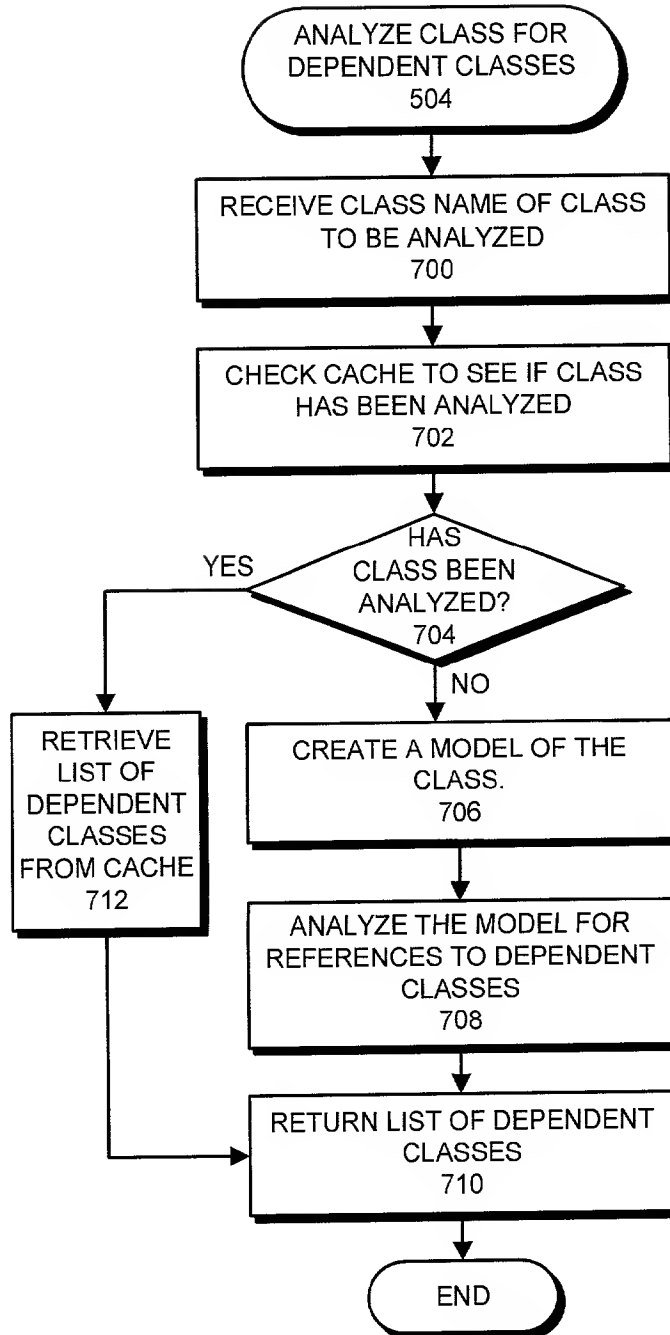 ANALYZE CLASS FOR
DEPENDENT CLASSES
504
RECEIVE CLASS NAME OF CLASS
TO BE ANALYZED
700
CHECK CACHE TO SEE IF CLASS
HAS BEEN ANALYZED
702
HAS
CLASS BEEN
ANALYZED?
704
YES
NO
RETRIEVE
LIST OF
DEPENDENT
CLASSES
FROM CACHE
712
CREATE A MODEL OF THE
CLASS.
706
ANALYZE THE MODEL FOR
REFERENCES TO DEPENDENT
CLASSES
708
RETURN LIST OF DEPENDENT
CLASSES
710
END